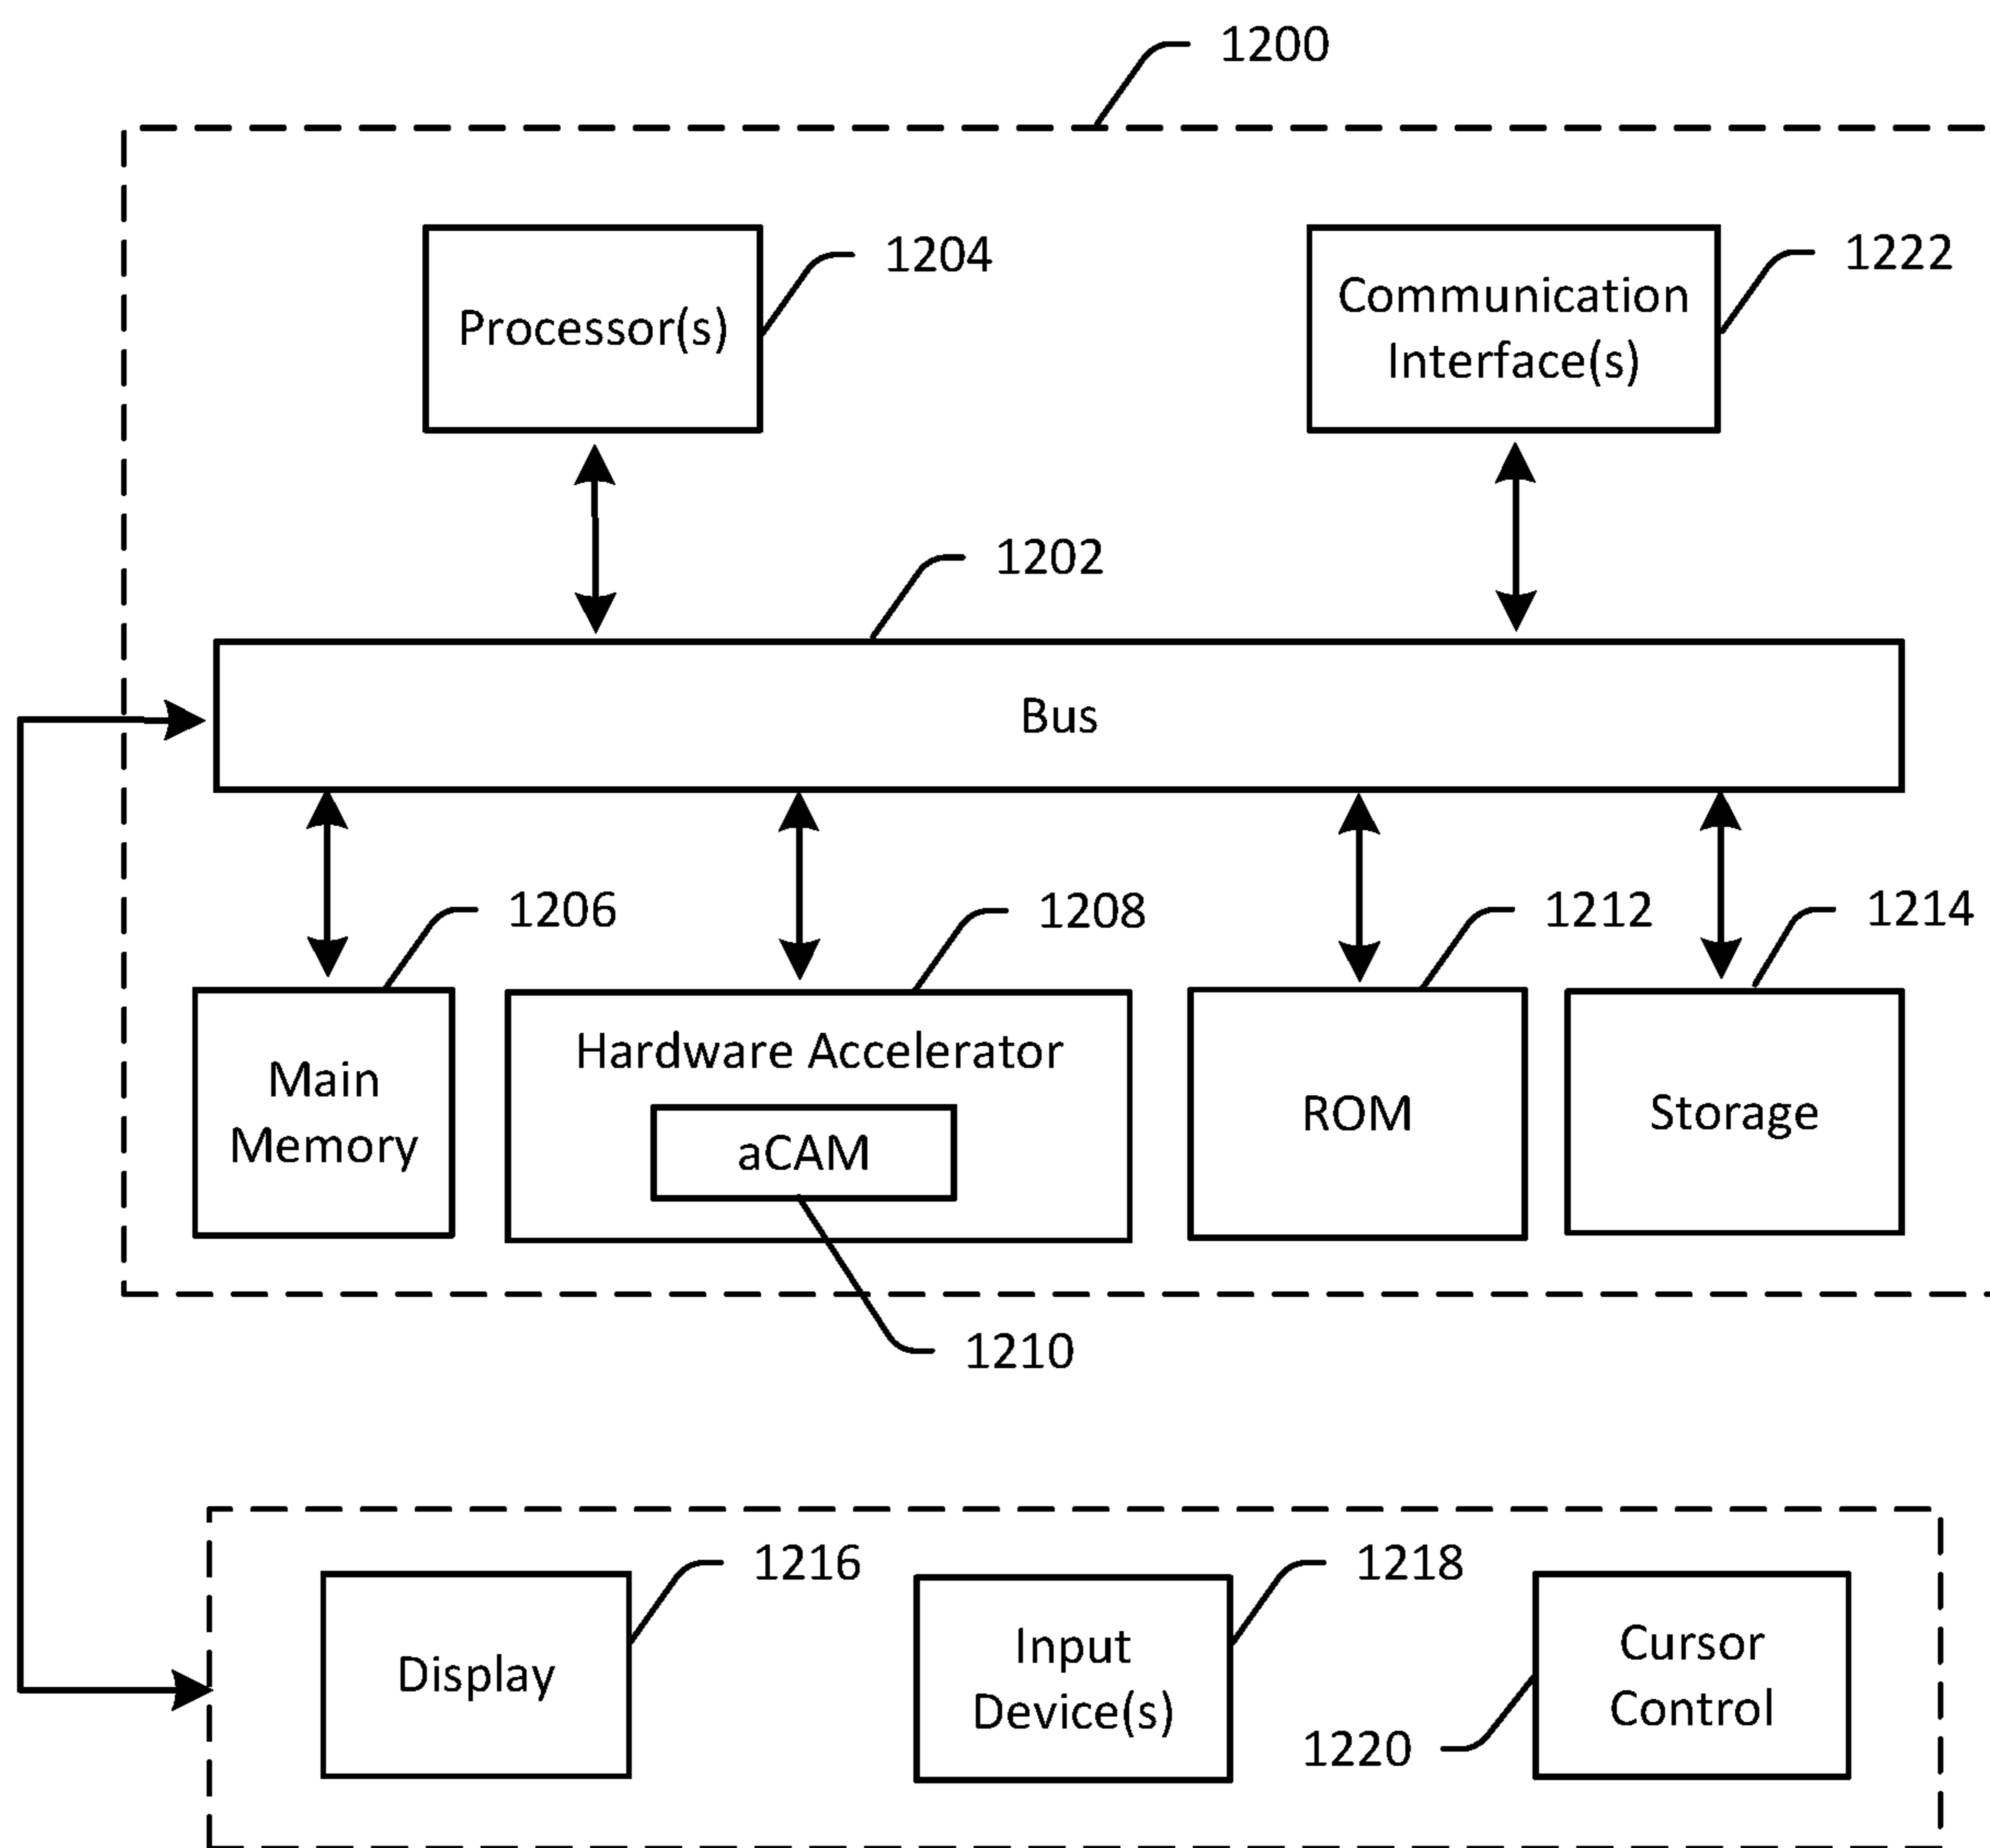 1200
1204
1222
Processor(s)
Communication
Interface(s)
1202
Bus
1206
1208
1212
1214
Main
Memory
Hardware Accelerator
aCAM
ROM
Storage
1210
1216
1218
Display
Input
Device(s)
Cursor
Control
1220